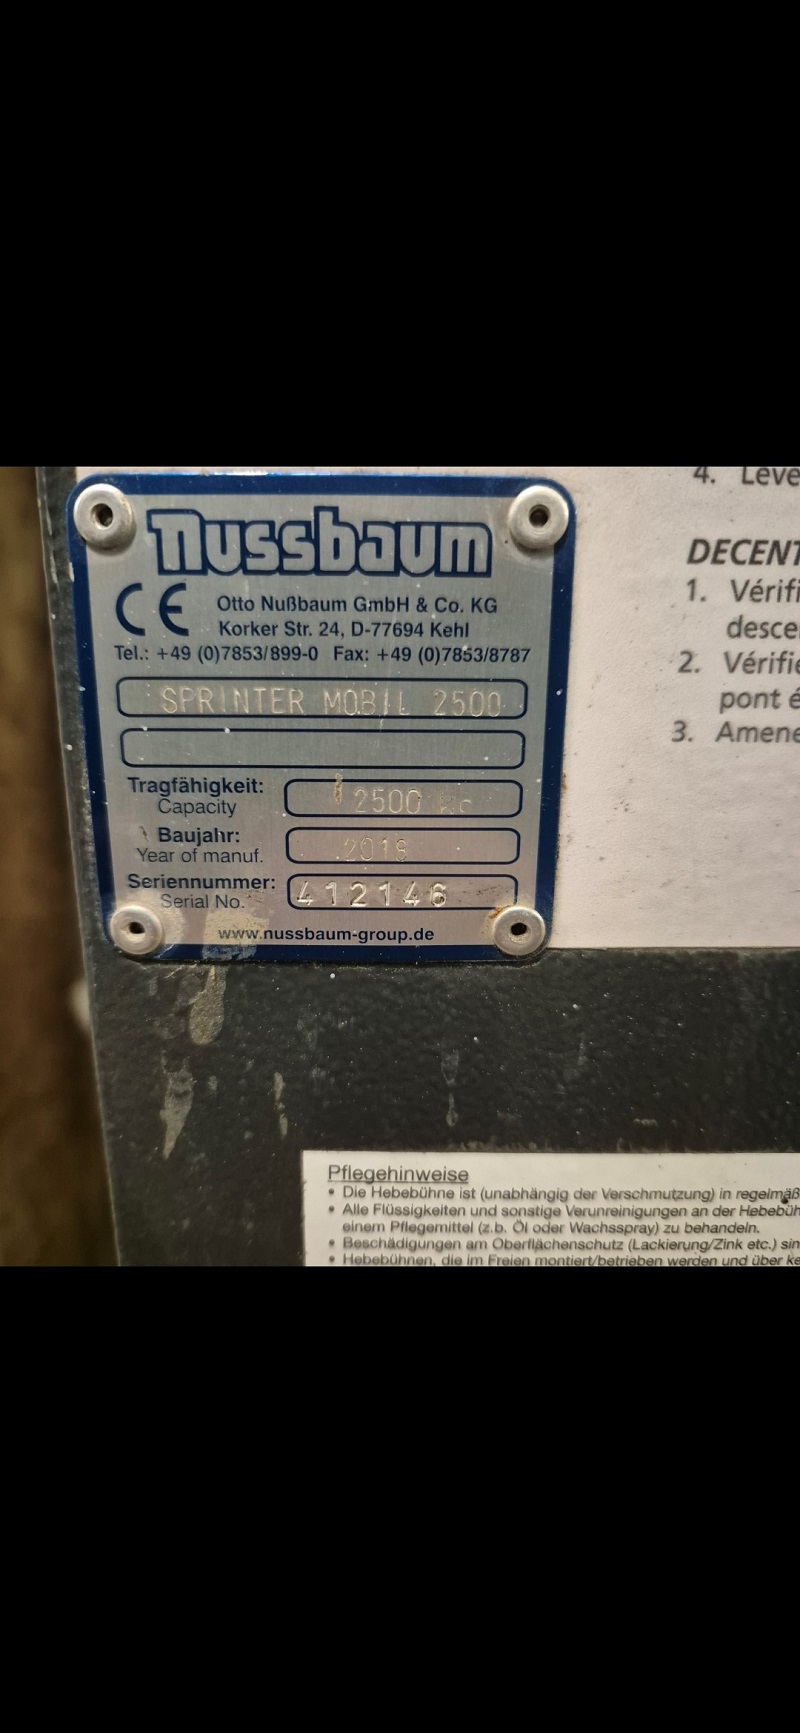 nussbaum
CE Otto Nußbaum GmbH & Co. KG
Korker Str. 24, D-77694 Kehl
Tel.: +49 (0)7853/899-0 Fax: +49 (0)7853/8787
SPRINTER MOBIL 2500
Tragfähigkeit:
Capacity
2500 KG
Baujahr:
Year of manuf.
2018
Seriennummer:
Serial No.
412146
www.nussbaum-group.de
4. Leve
DECENT
1. Vérifi
descer
2. Vérifie
pont é
3. Amene
Pflegehinweise
• Die Hebebühne ist (unabhängig der Verschmutzung) in regelmäß
• Alle Flüssigkeiten und sonstige Verunreinigungen an der Hebebüh
einem Pflegemittel (z.b. Öl oder Wachsspray) zu behandeln.
• Beschädigungen am Oberflächenschutz (Lackierung/Zink etc.) sin
• Hebebühnen, die im Freien montiert/betrieben werden und über ke